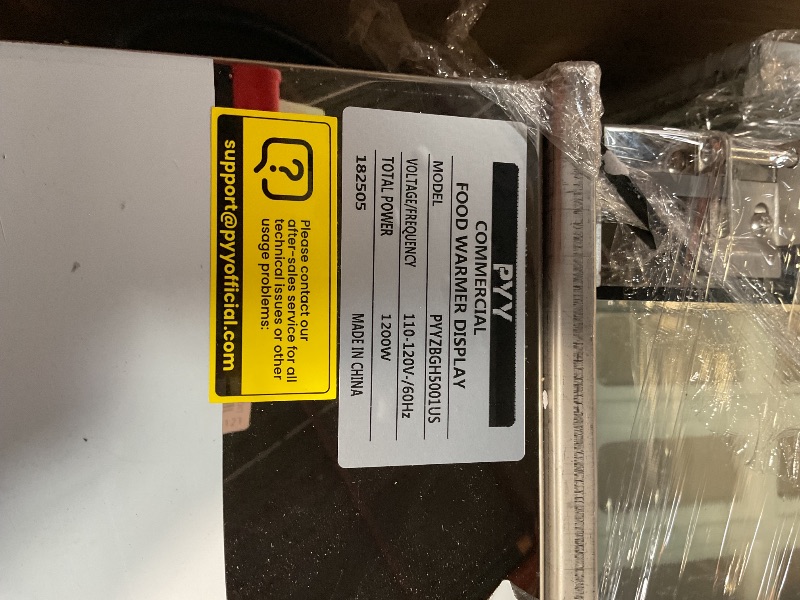 PYY
COMMERCIAL
FOOD WARMER DISPLAY
MODEL PYYZBGH5001US
VOLTAGE/FREQUENCY 110-120V-/60Hz
TOTAL POWER 1200W
182505 MADE IN CHINA
?
Please contact our
after-sales service for all
technical issues or other
usage problems:
support@pyyofficial.com